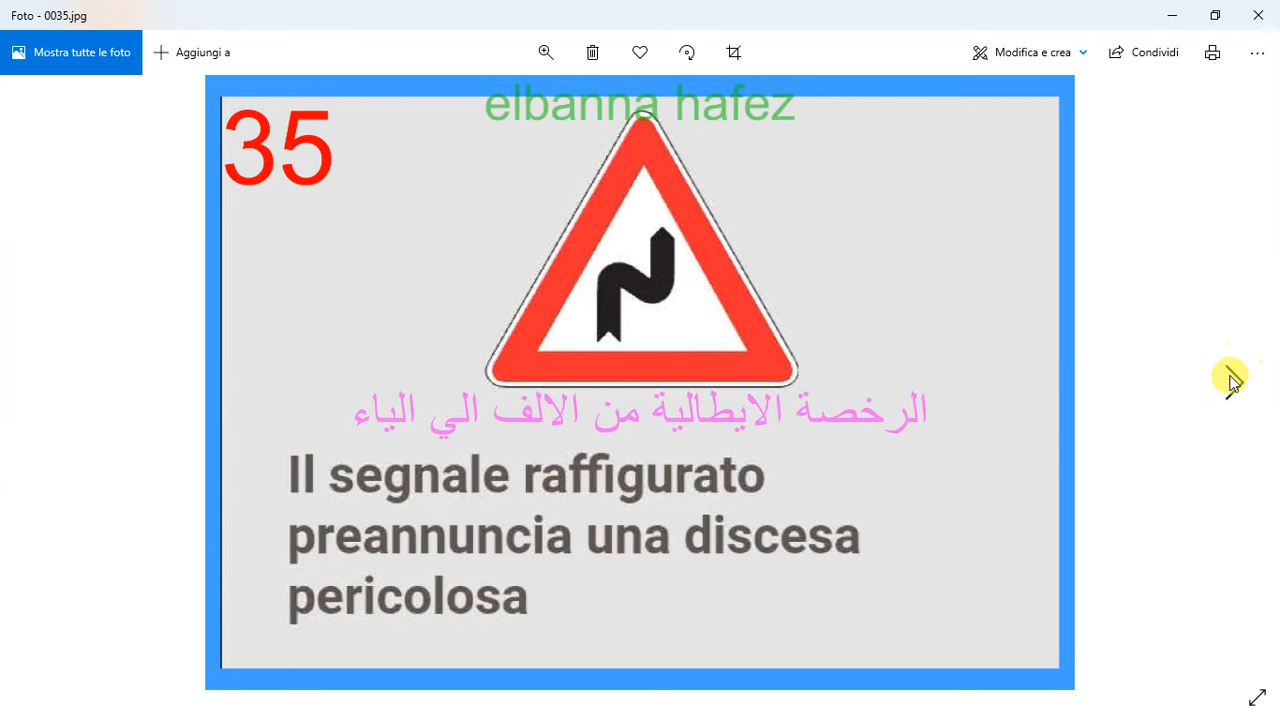 Foto - 0035.jpg
Mostra tutte le foto
Aggiungi a
Modifica e crea
Condividi
elbanna hafez
35
الرخصة الايطالية من الالف الي الياء
Il segnale raffigurato
preannuncia una discesa
pericolosa